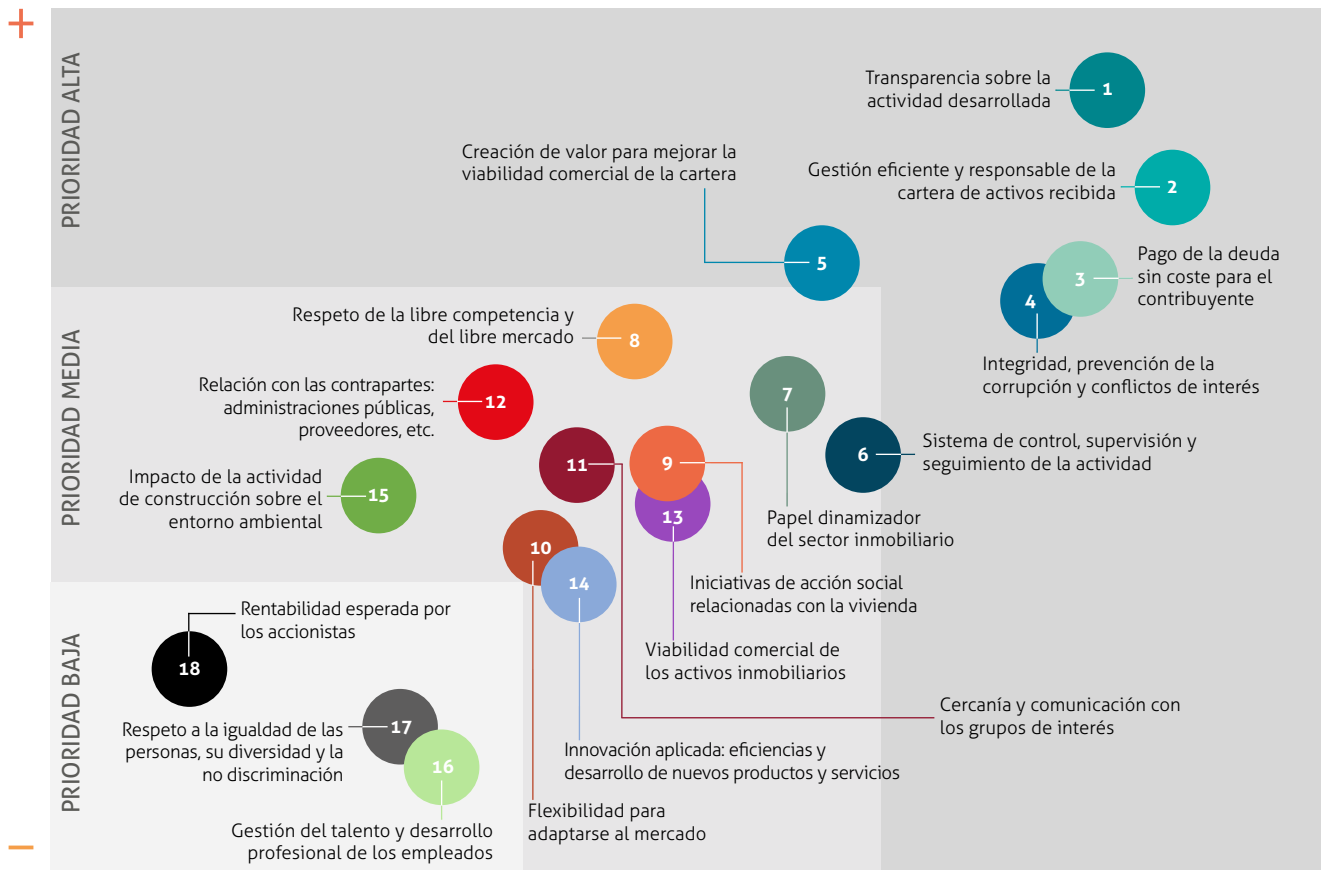 +
PRIORIDAD ALTA
Transparencia sobre la
actividad desarrollada
1
Creación de valor para mejorar la
viabilidad comercial de la cartera
Gestión eficiente y responsable de la
cartera de activos recibida
2
5
Pago de la deuda
sin coste para el
contribuyente
3
4
Integridad, prevención de la
corrupción y conflictos de interés
PRIORIDAD MEDIA
Respeto de la libre competencia y
del libre mercado
8
Relación con las contrapartes:
administraciones públicas,
proveedores, etc.
12
7
Papel dinamizador
del sector inmobiliario
6
Sistema de control, supervisión y
seguimiento de la actividad
Impacto de la actividad
de construcción sobre el
entorno ambiental
15
11
9
13
10
14
Iniciativas de acción social
relacionadas con la vivienda
Viabilidad comercial de
los activos inmobiliarios
PRIORIDAD BAJA
Rentabilidad esperada por
los accionistas
18
Cercanía y comunicación con
los grupos de interés
Respeto a la igualdad de las
personas, su diversidad y la
no discriminación
17
16
Innovación aplicada: eficiencias y
desarrollo de nuevos productos y servicios
Flexibilidad para
adaptarse al mercado
Gestión del talento y desarrollo
profesional de los empleados
–